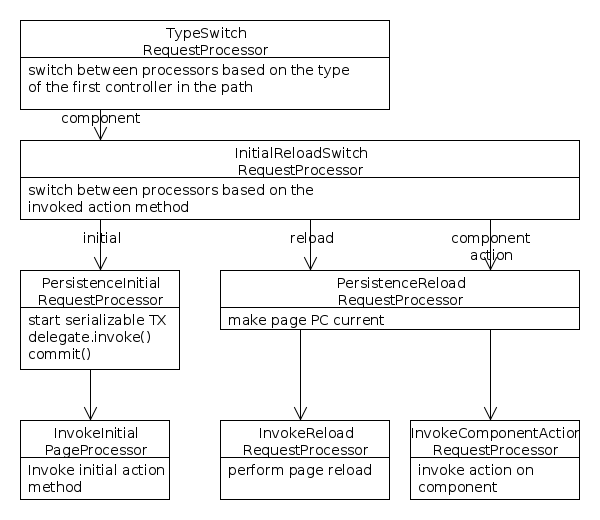 TypeSwitch
RequestProcessor
switch between processors based on the type
of the first controller in the path
component
InitialReloadSwitch
RequestProcessor
switch between processors based on the
invoked action method
initial
reload
component
action
PersistenceInitial
RequestProcessor
start serializable TX
delegate.invoke()
commit()
PersistenceReload
RequestProcessor
make page PC current
InvokeInitial
PageProcessor
Invoke initial action
method
InvokeReload
RequestProcessor
perform page reload
InvokeComponentAction
RequestProcessor
invoke action on
component